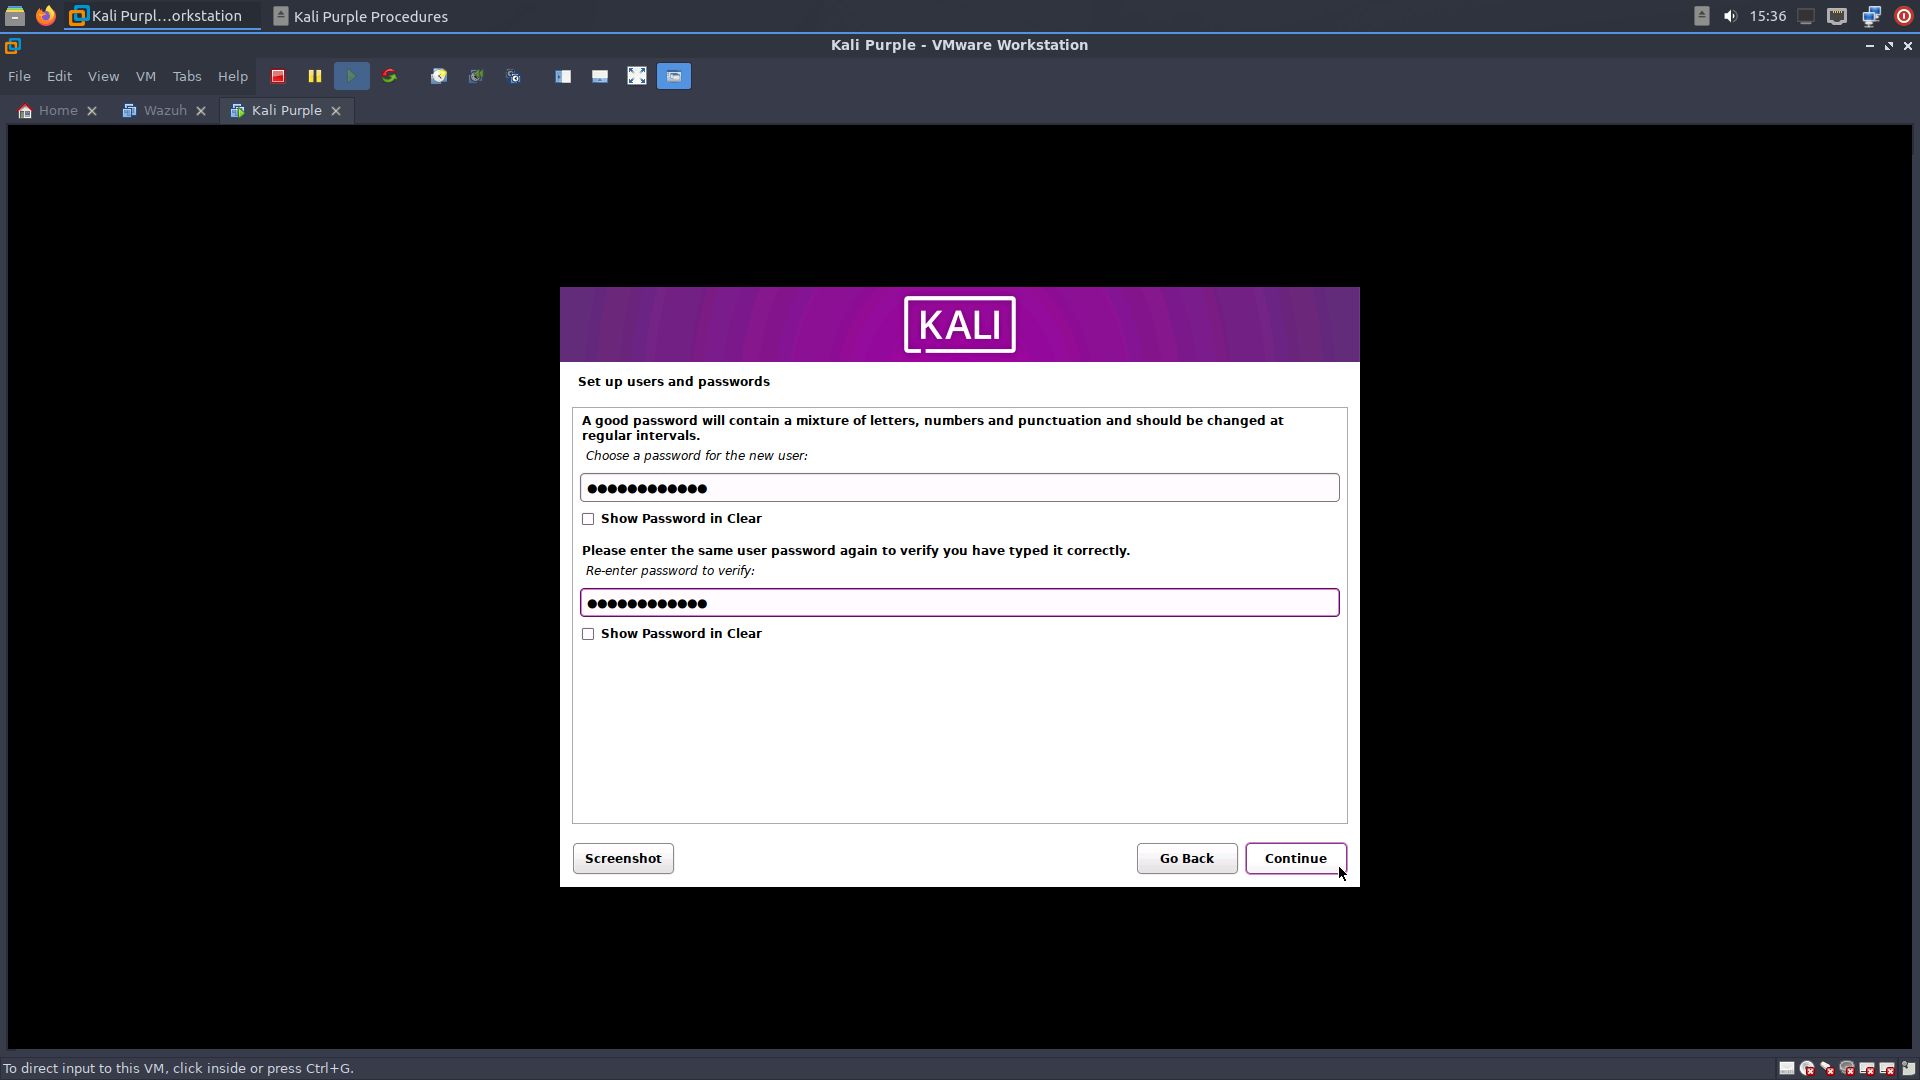 Kali Purpl...orkstation
Kali Purple Procedures
15:36
Kali Purple - VMware Workstation
File Edit View VM Tabs Help
Home Wazuh Kali Purple
KALI
Set up users and passwords
A good password will contain a mixture of letters, numbers and punctuation and should be changed at
regular intervals.
Choose a password for the new user:
●●●●●●●●●●●●
Show Password in Clear
Please enter the same user password again to verify you have typed it correctly.
Re-enter password to verify:
●●●●●●●●●●●●
Show Password in Clear
Screenshot Go Back Continue
To direct input to this VM, click inside or press Ctrl+G.